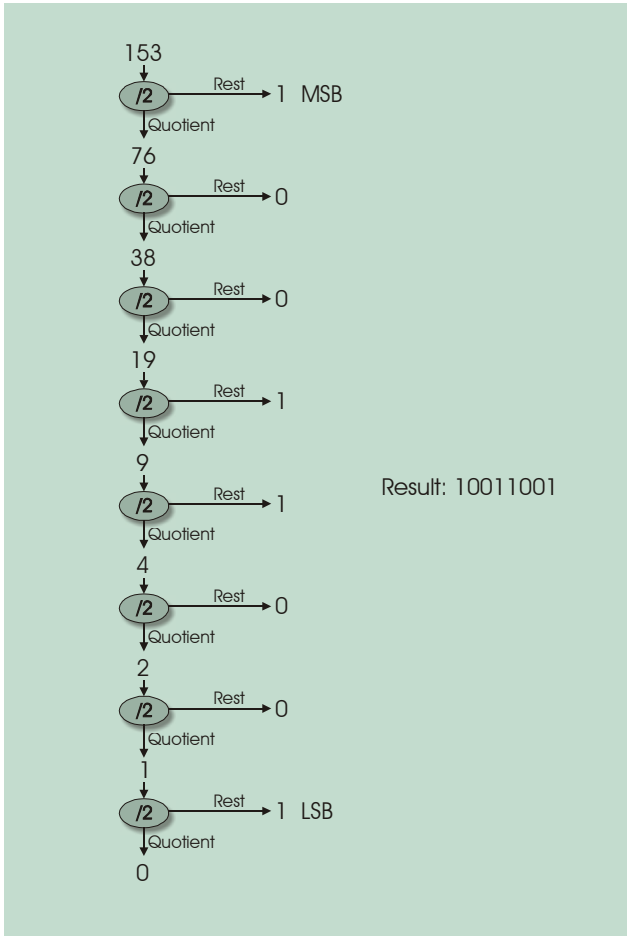 153
/2 Rest 1 MSB
Quotient
76
/2 Rest 0
Quotient
38
/2 Rest 0
Quotient
19
/2 Rest 1
Quotient
9
Result: 10011001
/2 Rest 1
Quotient
4
/2 Rest 0
Quotient
2
/2 Rest 0
Quotient
1
/2 Rest 1 LSB
Quotient
0